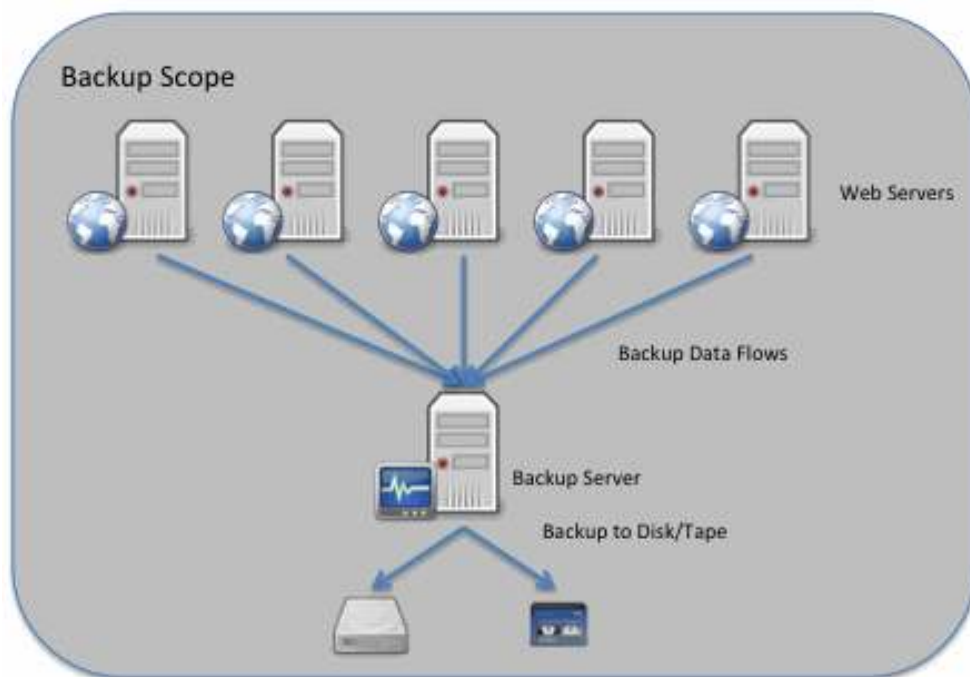 Backup Scope
Web Servers
Backup Data Flows
Backup Server
Backup to Disk/Tape